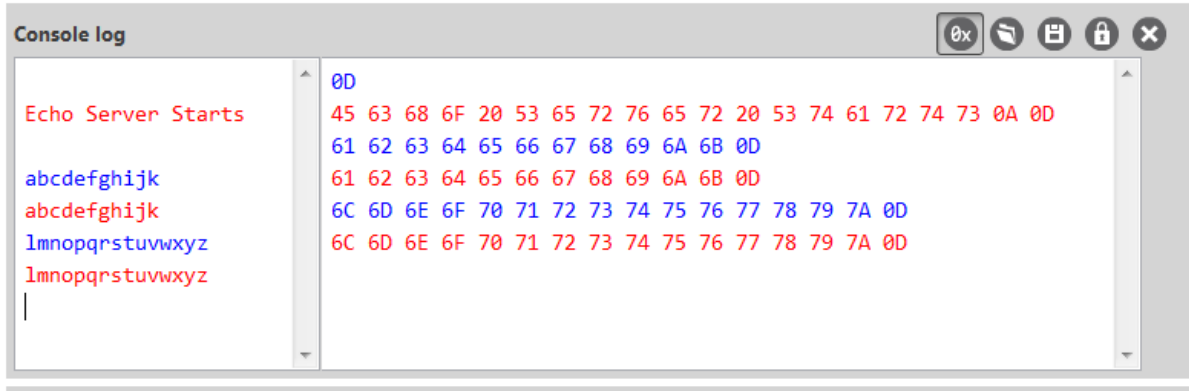 Console log
0x
Echo Server Starts
abcdefghijk
abcdefghijk
lmnopqrstuvwxyz
lmnopqrstuvwxyz
0D
45 63 68 6F 20 53 65 72 76 65 72 20 53 74 61 72 74 73 0A 0D
61 62 63 64 65 66 67 68 69 6A 6B 0D
61 62 63 64 65 66 67 68 69 6A 6B 0D
6C 6D 6E 6F 70 71 72 73 74 75 76 77 78 79 7A 0D
6C 6D 6E 6F 70 71 72 73 74 75 76 77 78 79 7A 0D